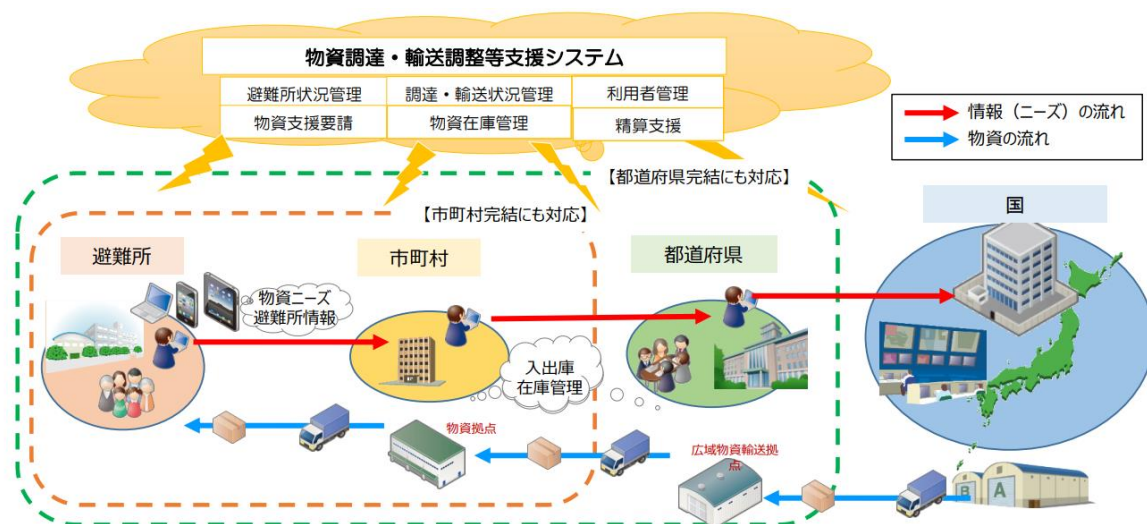 物資調達・輸送調整等支援システム
避難所状況管理
調達・輸送状況管理
利用者管理
物資支援要請
物資在庫管理
精算支援
情報（ニーズ）の流れ
物資の流れ
【都道府県完結にも対応】
【市町村完結にも対応】
国
避難所
市町村
都道府県
物資ニーズ
避難所情報
入出庫
在庫管理
物資拠点
広域物資輸送拠
点
B
A